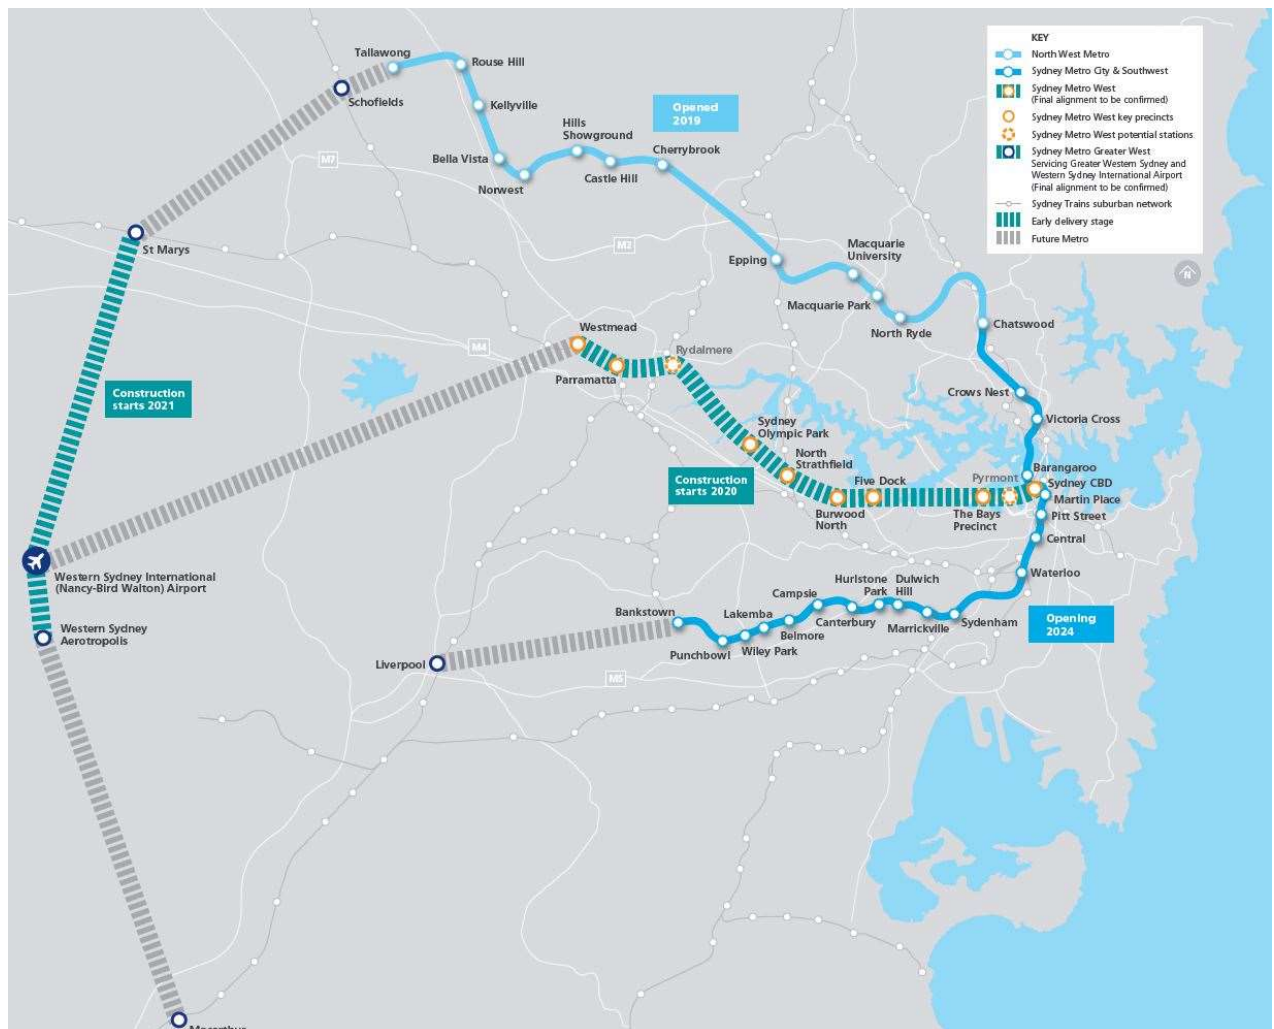 Tallawong
Rouse Hill
Schofields
Kellyville
Opened
2019
Hills
Showground
Cherrybrook
Bella Vista
Castle Hill
Norwest
M7
St Marys
M2
Epping
Macquarie
University
Macquarie Park
North Ryde
Chatswood
KEY
North West Metro
Sydney Metro City & Southwest
Sydney Metro West
(Final alignment to be confirmed)
Sydney Metro West key precincts
Sydney Metro West potential stations
Sydney Metro Greater West
Servicing Greater Western Sydney and
Western Sydney International Airport
(Final alignment to be confirmed)
Sydney Trains suburban network
Early delivery stage
Future Metro
N
Westmead
M4
Rydalmere
Parramatta
Construction
starts 2021
Crows Nest
Victoria Cross
Sydney
Olympic Park
North
Strathfield
Construction
starts 2020
Five Dock
Burwood
North
Pyrmont
The Bays
Precinct
Barangaroo
Sydney CBD
Martin Place
Pitt Street
Central
Waterloo
Western Sydney International
(Nancy-Bird Walton) Airport
Western Sydney
Aerotropolis
Bankstown
Punchbowl
Lakemba
Wiley Park
Campsie
Belmore
Hurlstone
Park
Canterbury
Dulwich
Hill
Marrickville
Sydenham
Opening
2024
Liverpool
M5